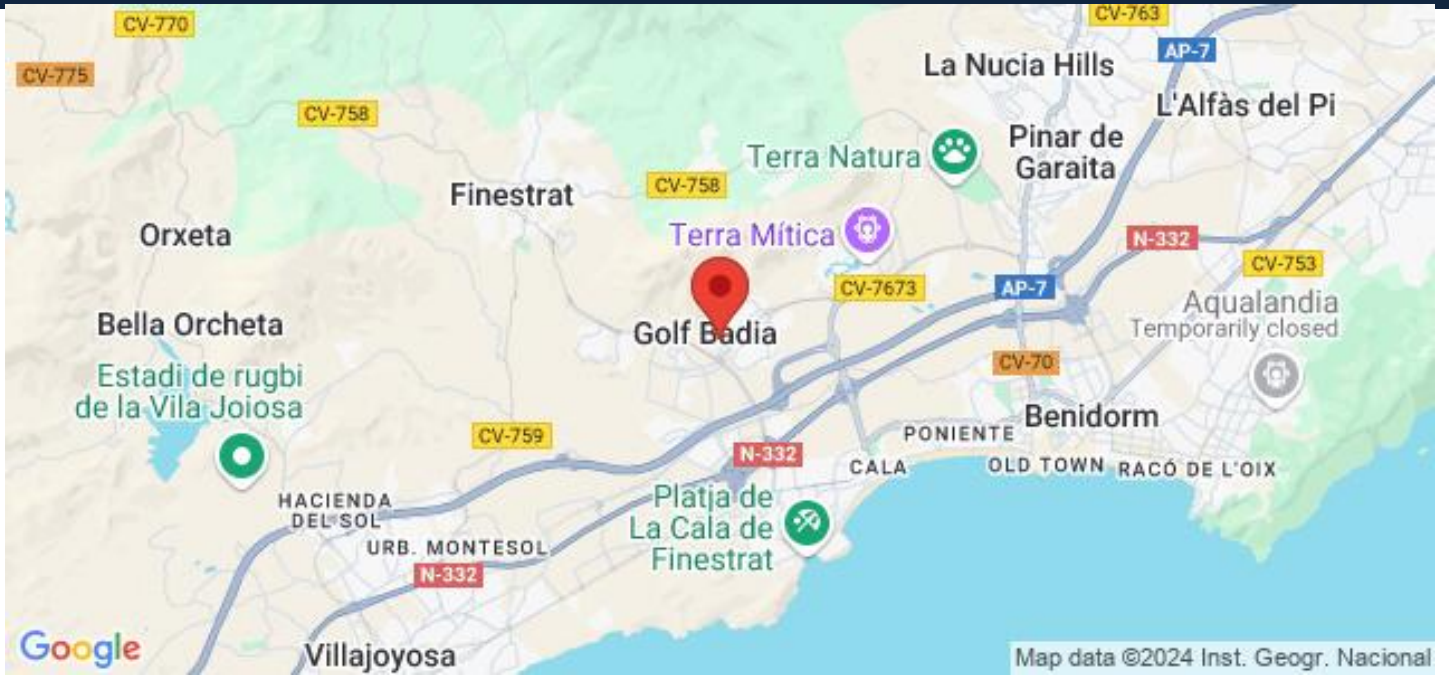 CV-770
CV-763
AP-7
La Nucia Hills
CV-775
L'Alfàs del Pi
CV-758
Pinar de
Garaita
Terra Natura
Finestrat
CV-758
Orxeta
Terra Mítica
N-332
CV-753
CV-7673
AP-7
Aqualandia
Temporarily closed
Bella Orcheta
Golf Badia
Estadi de rugbi
de la Vila Joiosa
CV-70
Benidorm
CV-759
PONIENTE
N-332
CALA
OLD TOWN
RACÓ DE L'OIX
HACIENDA
DEL SOL
Platja de
La Cala de
Finestrat
URB. MONTESOL
N-332
Google
Villajoyosa
Map data ©2024 Inst. Geogr. Nacional